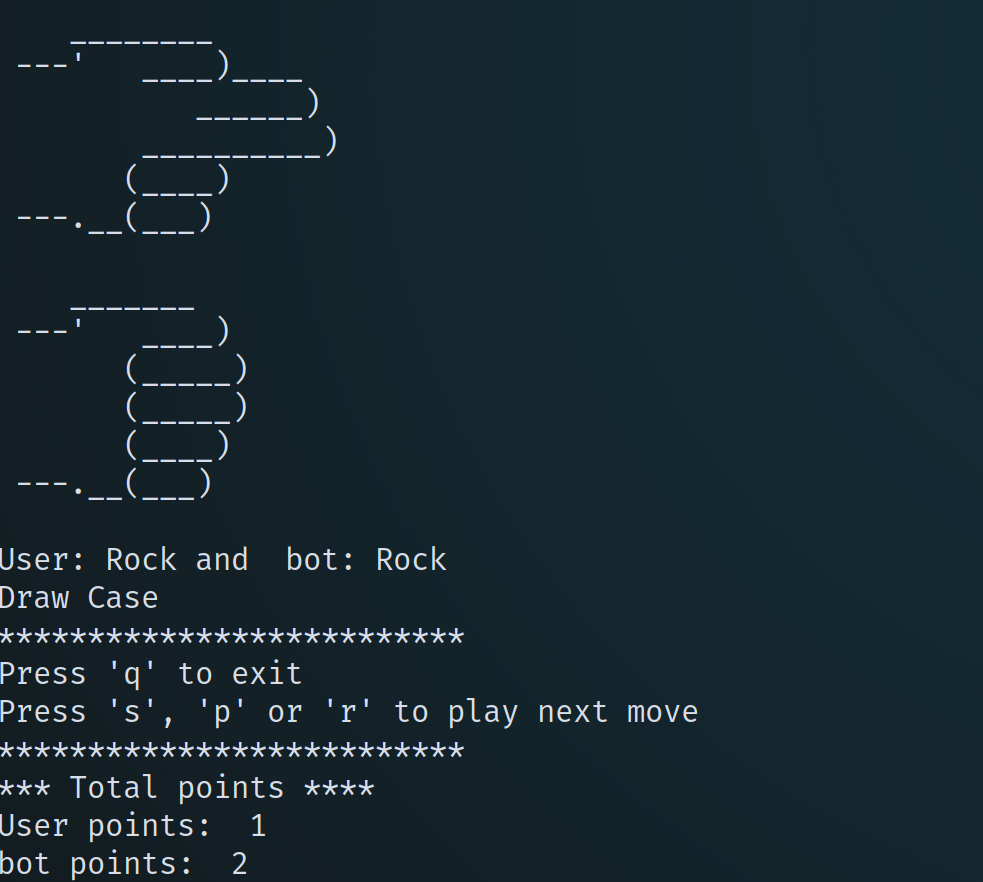 ________
 ---'   ____)____
           ______)
        __________)
       (____)
 ---.__(___)

    _______
 ---'   ____)
       (_____)
       (_____)
       (____)
 ---.__(___)

User: Rock and  bot: Rock
Draw Case
**************************
Press 'q' to exit
Press 's', 'p' or 'r' to play next move
**************************
*** Total points ****
User points:  1
bot points:  2